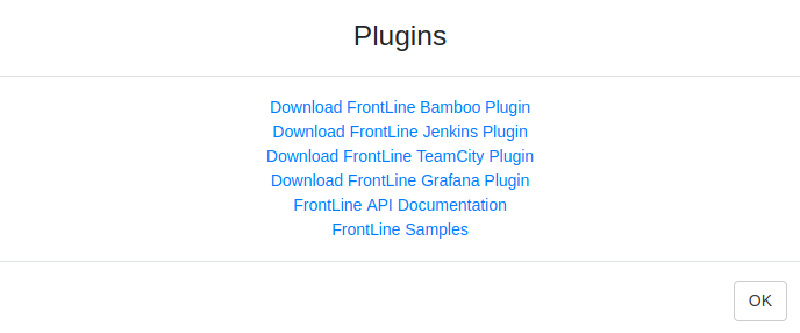 Plugins
Download FrontLine Bamboo Plugin
Download FrontLine Jenkins Plugin
Download FrontLine TeamCity Plugin
Download FrontLine Grafana Plugin
FrontLine API Documentation
FrontLine Samples
OK